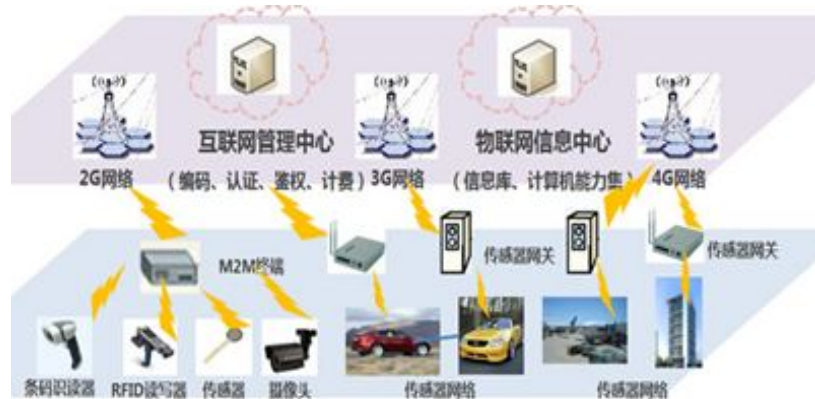 互联网管理中心
物联网信息中心
2G网络
（编码、认证、鉴权、计费）
3G网络
（信息库、计算机能力集）
4G网络
M2M终端
传感器网关
传感器网关
条码识读器
RFID读写器
传感器
摄像头
传感器网络
传感器网络